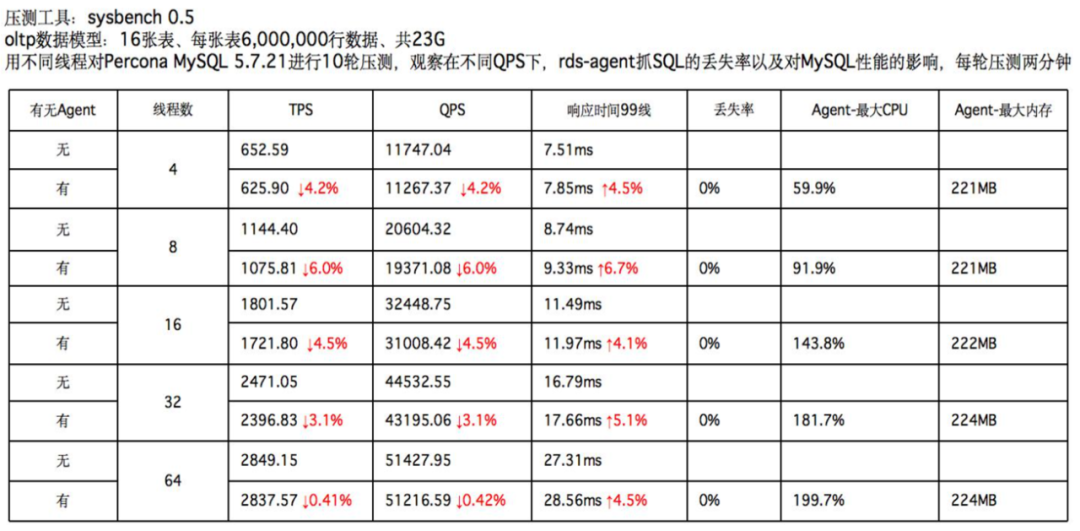 压测工具：sysbench 0.5
oltp数据模型：16张表、每张表6,000,000行数据、共23G
用不同线程对Percona MySQL 5.7.21进行10轮压测，观察在不同QPS下，rds-agent抓SQL的丢失率以及对MySQL性能的影响，每轮压测两分钟
有无Agent 线程数 TPS QPS 响应时间99线 丢失率 Agent-最大CPU Agent-最大内存
无 4 652.59 11747.04 7.51ms
有 625.90 ↓4.2% 11267.37 ↓4.2% 7.85ms ↑4.5% 0% 59.9% 221MB
无 8 1144.40 20604.32 8.74ms
有 1075.81 ↓6.0% 19371.08 ↓6.0% 9.33ms ↑6.7% 0% 91.9% 221MB
无 16 1801.57 32448.75 11.49ms
有 1721.80 ↓4.5% 31008.42 ↓4.5% 11.97ms ↑4.1% 0% 143.8% 222MB
无 32 2471.05 44532.55 16.79ms
有 2396.83 ↓3.1% 43195.06 ↓3.1% 17.66ms ↑5.1% 0% 181.7% 224MB
无 64 2849.15 51427.95 27.31ms
有 2837.57 ↓0.41% 51216.59 ↓0.42% 28.56ms ↑4.5% 0% 199.7% 224MB